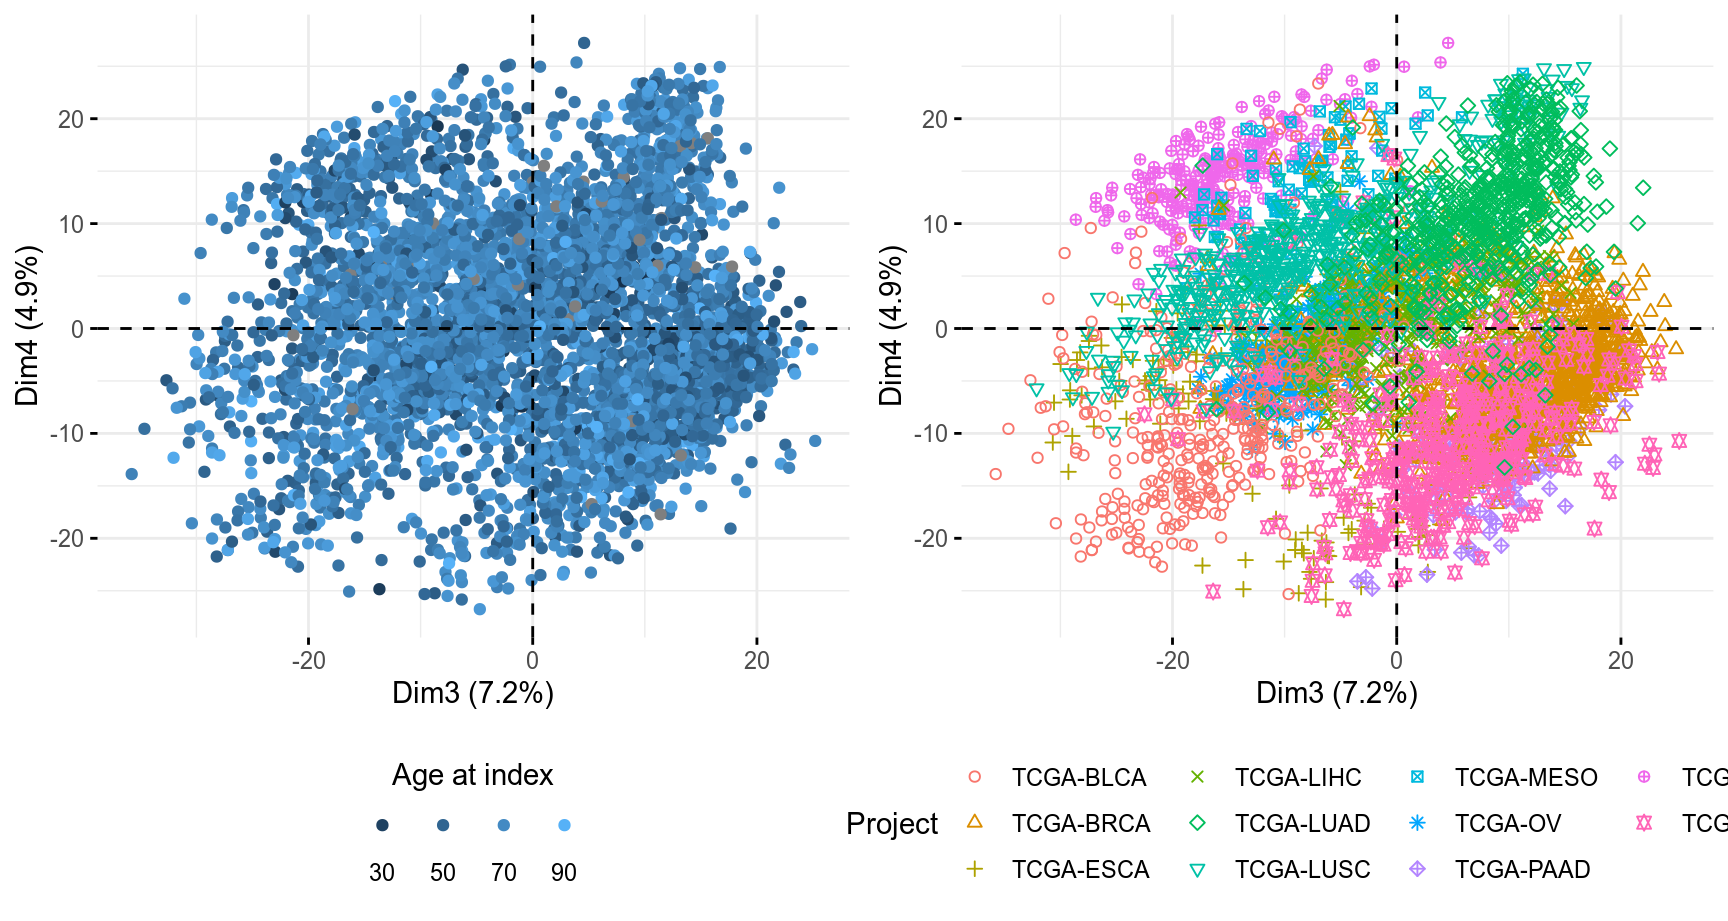 20
10
0
-10
-20
Dim4 (4.9%)
-20
0
20
Dim3 (7.2%)
Age at index
30
50
70
90
20
10
0
-10
-20
Dim4 (4.9%)
-20
0
20
Dim3 (7.2%)
Project
TCGA-BLCA
TCGA-BRCA
TCGA-ESCA
TCGA-LIHC
TCGA-LUAD
TCGA-LUSC
TCGA-MESO
TCGA-OV
TCGA-PAAD
TCG
TCG